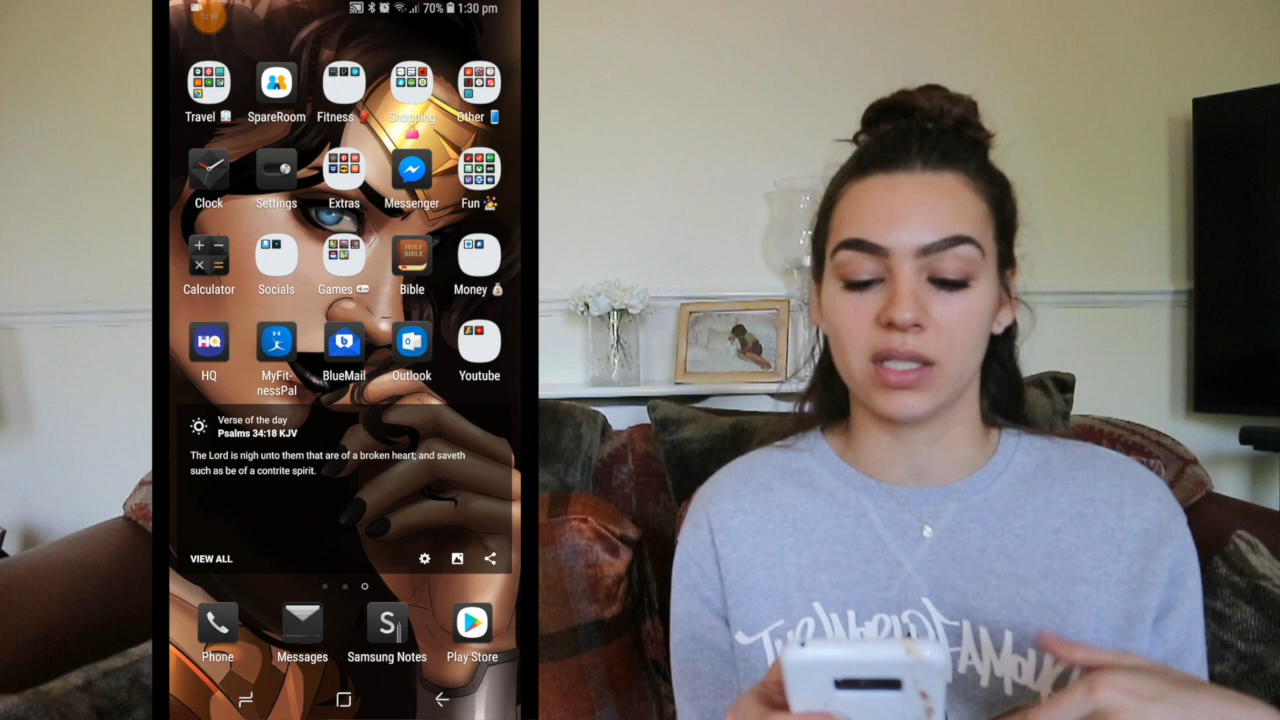 70% 1:30 pm
Travel SpareRoom Fitness Shopping Other
Clock Settings Extras Messenger Fun
HOLY
BIBLE
Calculator Socials Games Bible Money
HQ
HQ MyFit- BlueMail Outlook Youtube
nessPal
Verse of the day
Psalms 34:18 KJV
The Lord is nigh unto them that are of a broken heart; and saveth
such as be of a contrite spirit.
VIEW ALL
S
Phone Messages Samsung Notes Play Store